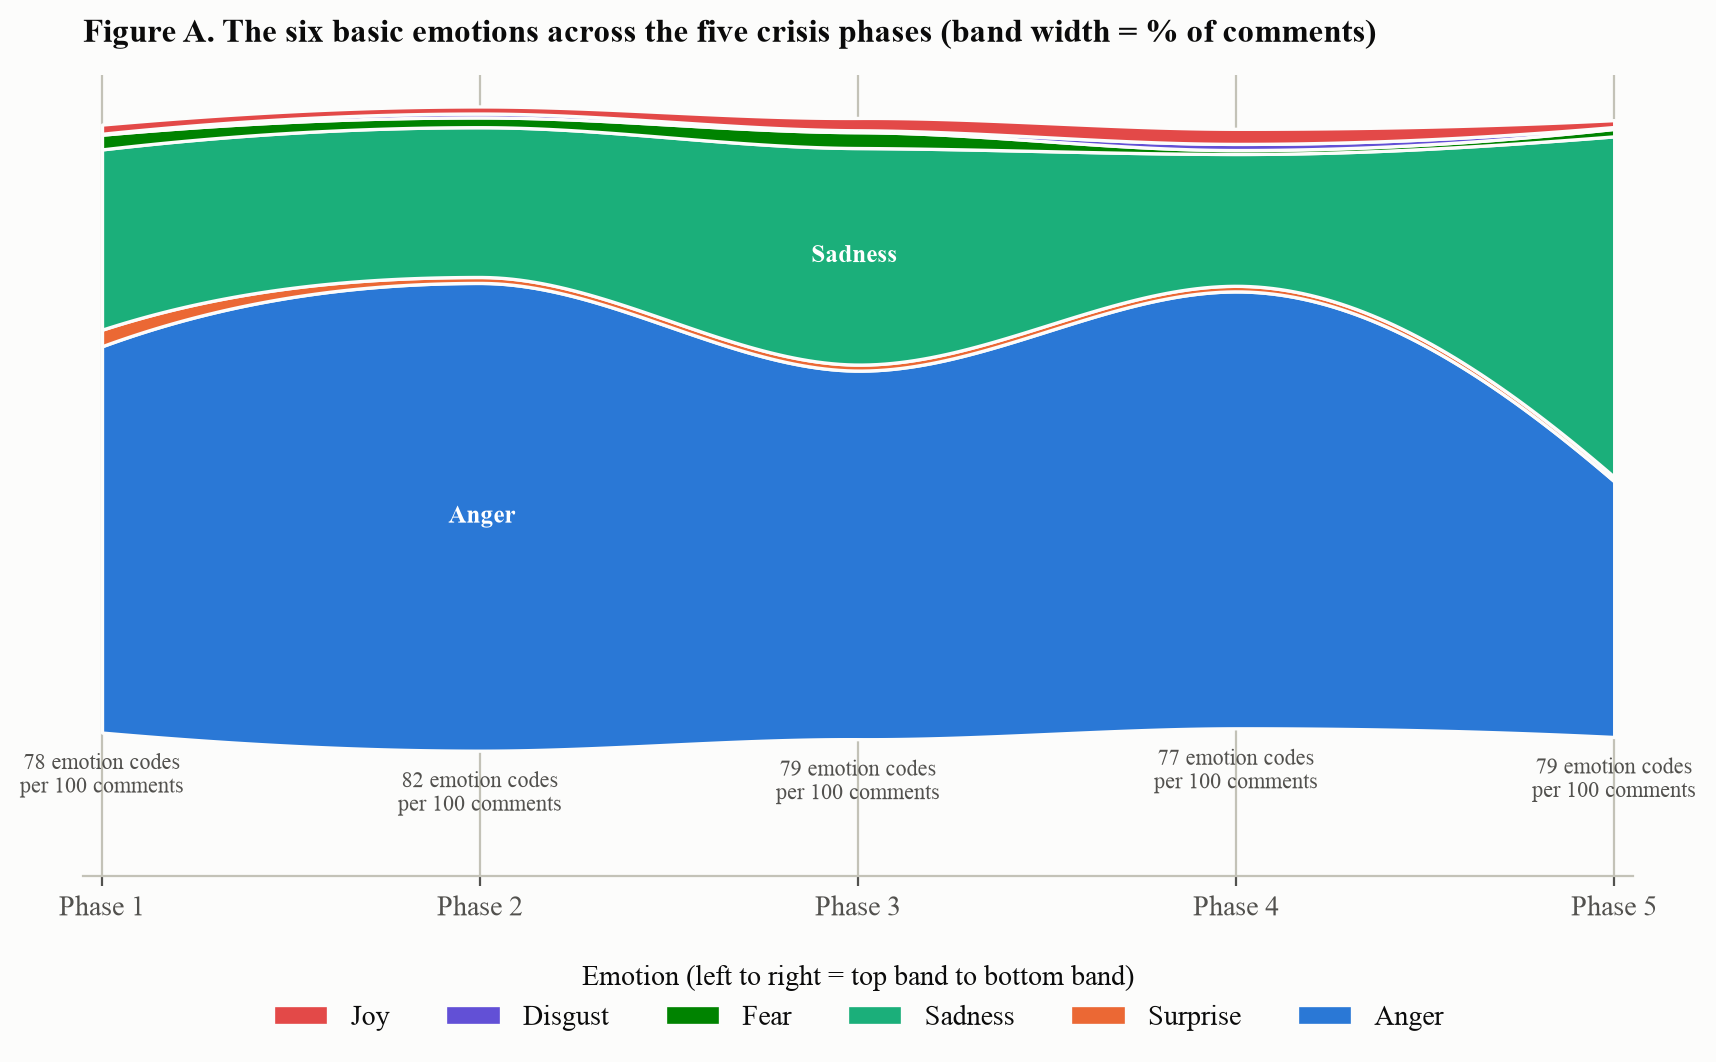 Figure A. The six basic emotions across the five crisis phases (band width = % of comments)
Sadness
Anger
78 emotion codes
per 100 comments
82 emotion codes
per 100 comments
79 emotion codes
per 100 comments
77 emotion codes
per 100 comments
79 emotion codes
per 100 comments
Phase 1
Phase 2
Phase 3
Phase 4
Phase 5
Emotion (left to right = top band to bottom band)
Joy
Disgust
Fear
Sadness
Surprise
Anger